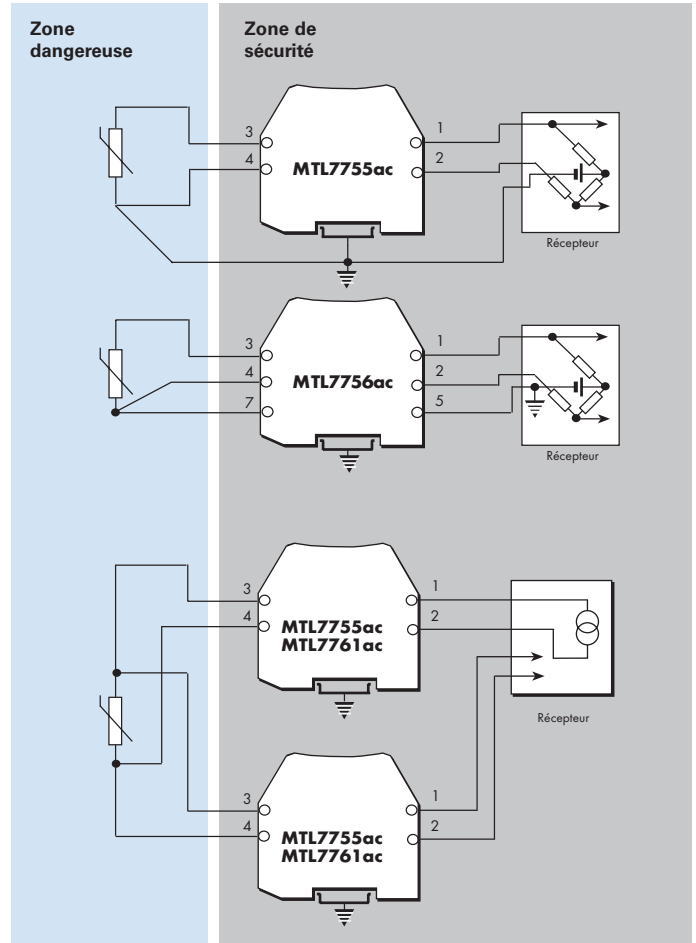 Zone
dangereuse
Zone de
sécurité
3
4
MTL7755ac
1
2
Récepteur
3
4
7
MTL7756ac
1
2
5
Récepteur
3
4
MTL7755ac
MTL7761ac
1
2
Récepteur
3
4
MTL7755ac
MTL7761ac
1
2